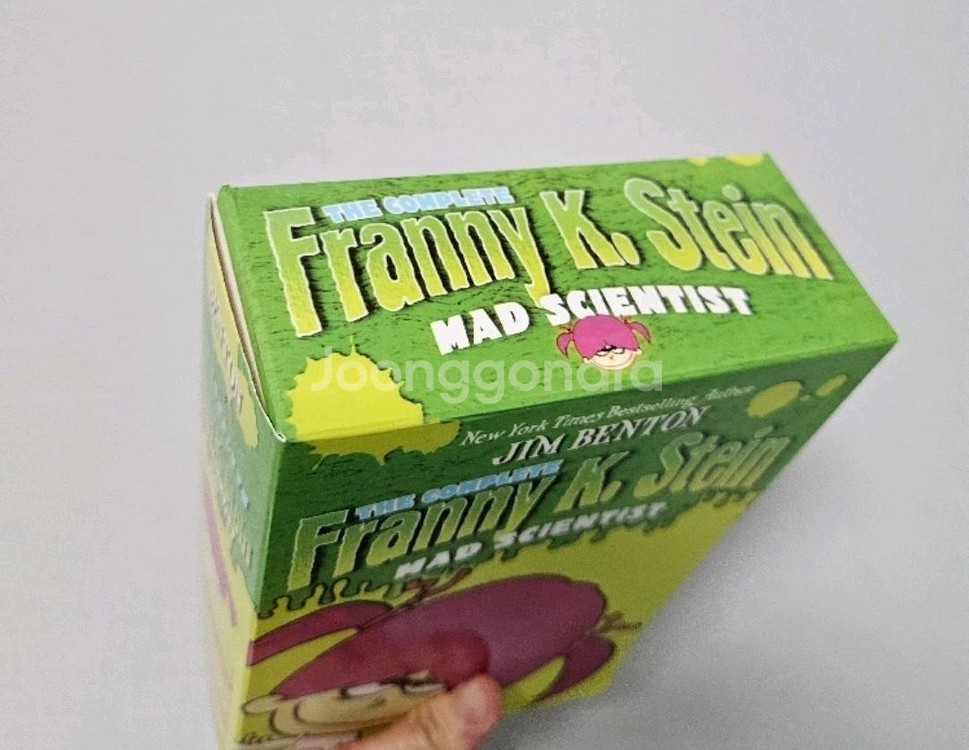 THE COMPLETE
Franny K. Stein
MAD SCIENTIST
Joonggonara
New York Times Bestselling Author
JIM BENTON
THE COMPLETE
Franny K. Stein
MAD SCIENTIST